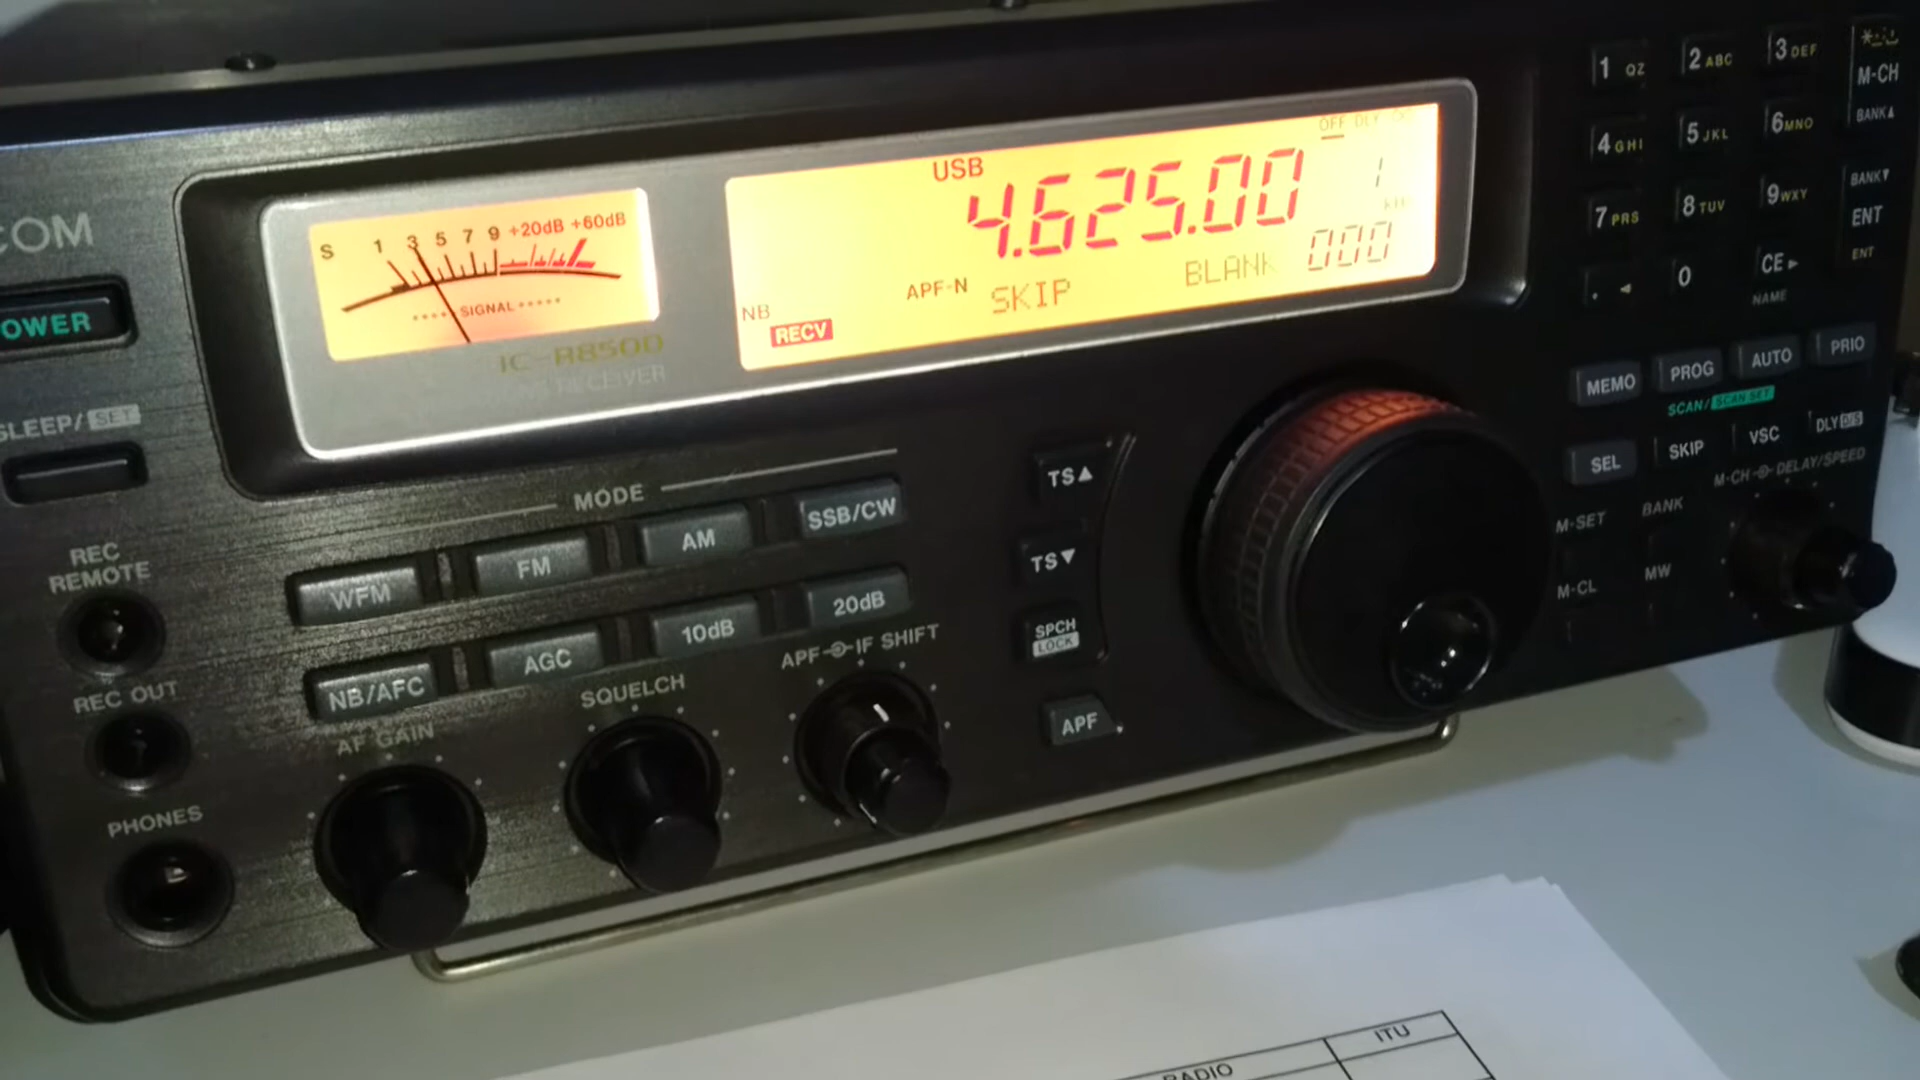 COM
POWER
SLEEP/SET
REC
REMOTE
REC OUT
PHONES
S 1 3 5 7 9 +20dB +60dB
SIGNAL
IC-R8500
RECEIVER
USB
4.625.00
1
OFF DLY
APF-N
SKIP
BLANK 000
NB
RECV
MODE
WFM FM AM SSB/CW
NB/AFC AGC 10dB 20dB
AF GAIN
SQUELCH
APF IF SHIFT
TS▲
TS▼
SPCH
LOCK
APF
1 QZ 2 ABC 3 DEF
M-CH
BANK▲
4 GHI 5 JKL 6 MNO
BANK▼
7 PRS 8 TUV 9 WXY
ENT
ENT
. ◄ 0 CE ►
NAME
MEMO PROG AUTO PRIO
SCAN/SCAN SET
SEL SKIP VSC DLY D/S
M-CH DELAY/SPEED
M-SET BANK
M-CL MW
RADIO ITU